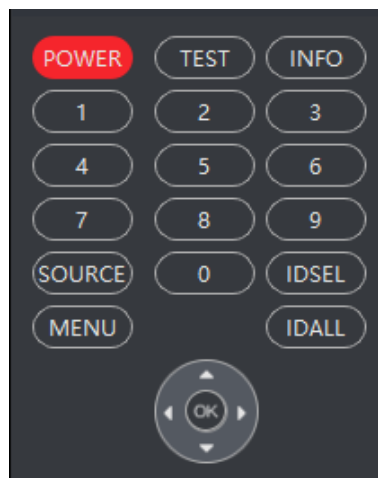 POWER TEST INFO
1 2 3
4 5 6
7 8 9
SOURCE 0 IDSEL
MENU IDALL
OK